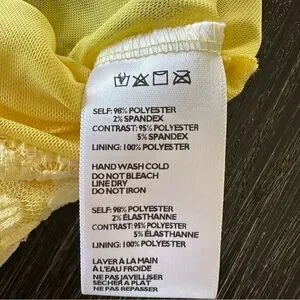 SELF: 98% POLYESTER
2% SPANDEX
CONTRAST: 95% POLYESTER
5% SPANDEX
LINING: 100% POLYESTER
HAND WASH COLD
DO NOT BLEACH
LINE DRY
DO NOT IRON
SELF: 98% POLYESTER
2% ÉLASTHANNE
CONTRAST: 95% POLYESTER
5% ÉLASTHANNE
LINING: 100% POLYESTER
LAVER À LA MAIN
À L'EAU FROIDE
NE PAS JAVELLISER
SÉCHER À PLAT
NE PAS REPASSER